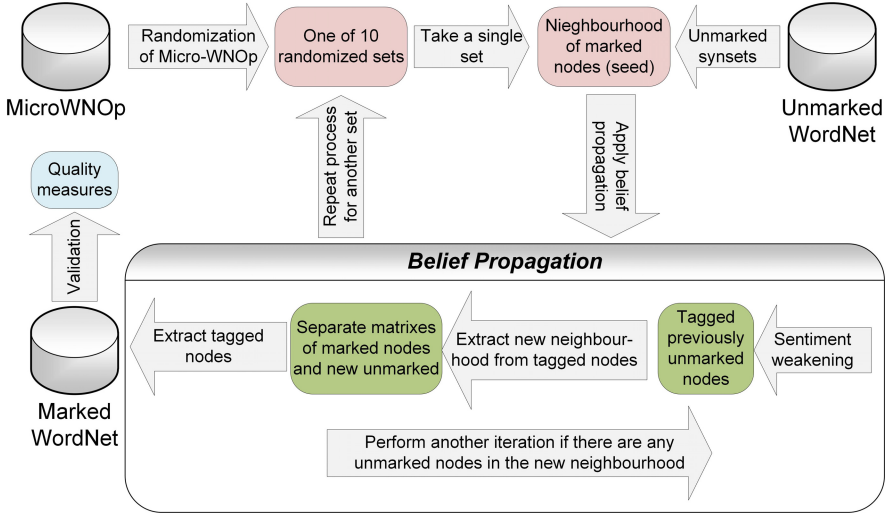 Randomization
of Micro-WNOp
One of 10
randomized sets
Take a single
set
Nieghbourhood
of marked
nodes (seed)
Unmarked
synsets
MicroWNOp
Unmarked
WordNet
Quality
measures
Repeat process
for another set
Apply belief
propagation
Validation
Belief Propagation
Extract tagged
nodes
Separate matrixes
of marked nodes
and new unmarked
Extract new neighbour-
hood from tagged nodes
Tagged
previously
unmarked
nodes
Sentiment
weakening
Marked
WordNet
Perform another iteration if there are any
unmarked nodes in the new neighbourhood